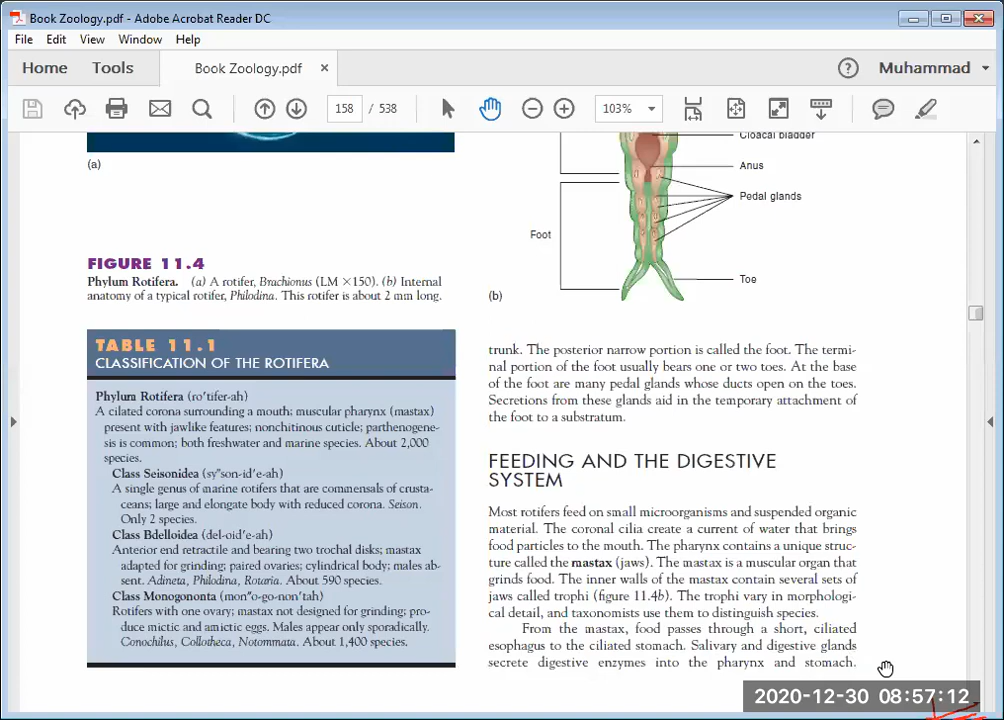 Book Zoology.pdf - Adobe Acrobat Reader DC
File Edit View Window Help
Home Tools Book Zoology.pdf × Muhammad
158 / 538 103%
(a)
Cloacal bladder
Anus
Pedal glands
Foot
Toe
(b)
FIGURE 11.4
Phylum Rotifera. (a) A rotifer, Brachionus (LM ×150). (b) Internal
anatomy of a typical rotifer, Philodina. This rotifer is about 2 mm long.
TABLE 11.1
CLASSIFICATION OF THE ROTIFERA
Phylum Rotifera (ro'tifer-ah)
A cilated corona surrounding a mouth; muscular pharynx (mastax)
present with jawlike features; nonchitinous cuticle; parthenogene-
sis is common; both freshwater and marine species. About 2,000
species.
Class Seisonidea (sy"son-id'e-ah)
A single genus of marine rotifers that are commensals of crusta-
ceans; large and elongate body with reduced corona. Seison.
Only 2 species.
Class Bdelloidea (del-oid'e-ah)
Anterior end retractile and bearing two trochal disks; mastax
adapted for grinding; paired ovaries; cylindrical body; males ab-
sent. Adineta, Philodina, Rotaria. About 590 species.
Class Monogononta (mon"o-go-non'tah)
Rotifers with one ovary; mastax not designed for grinding; pro-
duce mictic and amictic eggs. Males appear only sporadically.
Conochilus, Collotheca, Notommata. About 1,400 species.
trunk. The posterior narrow portion is called the foot. The termi-
nal portion of the foot usually bears one or two toes. At the base
of the foot are many pedal glands whose ducts open on the toes.
Secretions from these glands aid in the temporary attachment of
the foot to a substratum.
FEEDING AND THE DIGESTIVE
SYSTEM
Most rotifers feed on small microorganisms and suspended organic
material. The coronal cilia create a current of water that brings
food particles to the mouth. The pharynx contains a unique struc-
ture called the mastax (jaws). The mastax is a muscular organ that
grinds food. The inner walls of the mastax contain several sets of
jaws called trophi (figure 11.4b). The trophi vary in morphologi-
cal detail, and taxonomists use them to distinguish species.
From the mastax, food passes through a short, ciliated
esophagus to the ciliated stomach. Salivary and digestive glands
secrete digestive enzymes into the pharynx and stomach.
2020-12-30 08:57:12